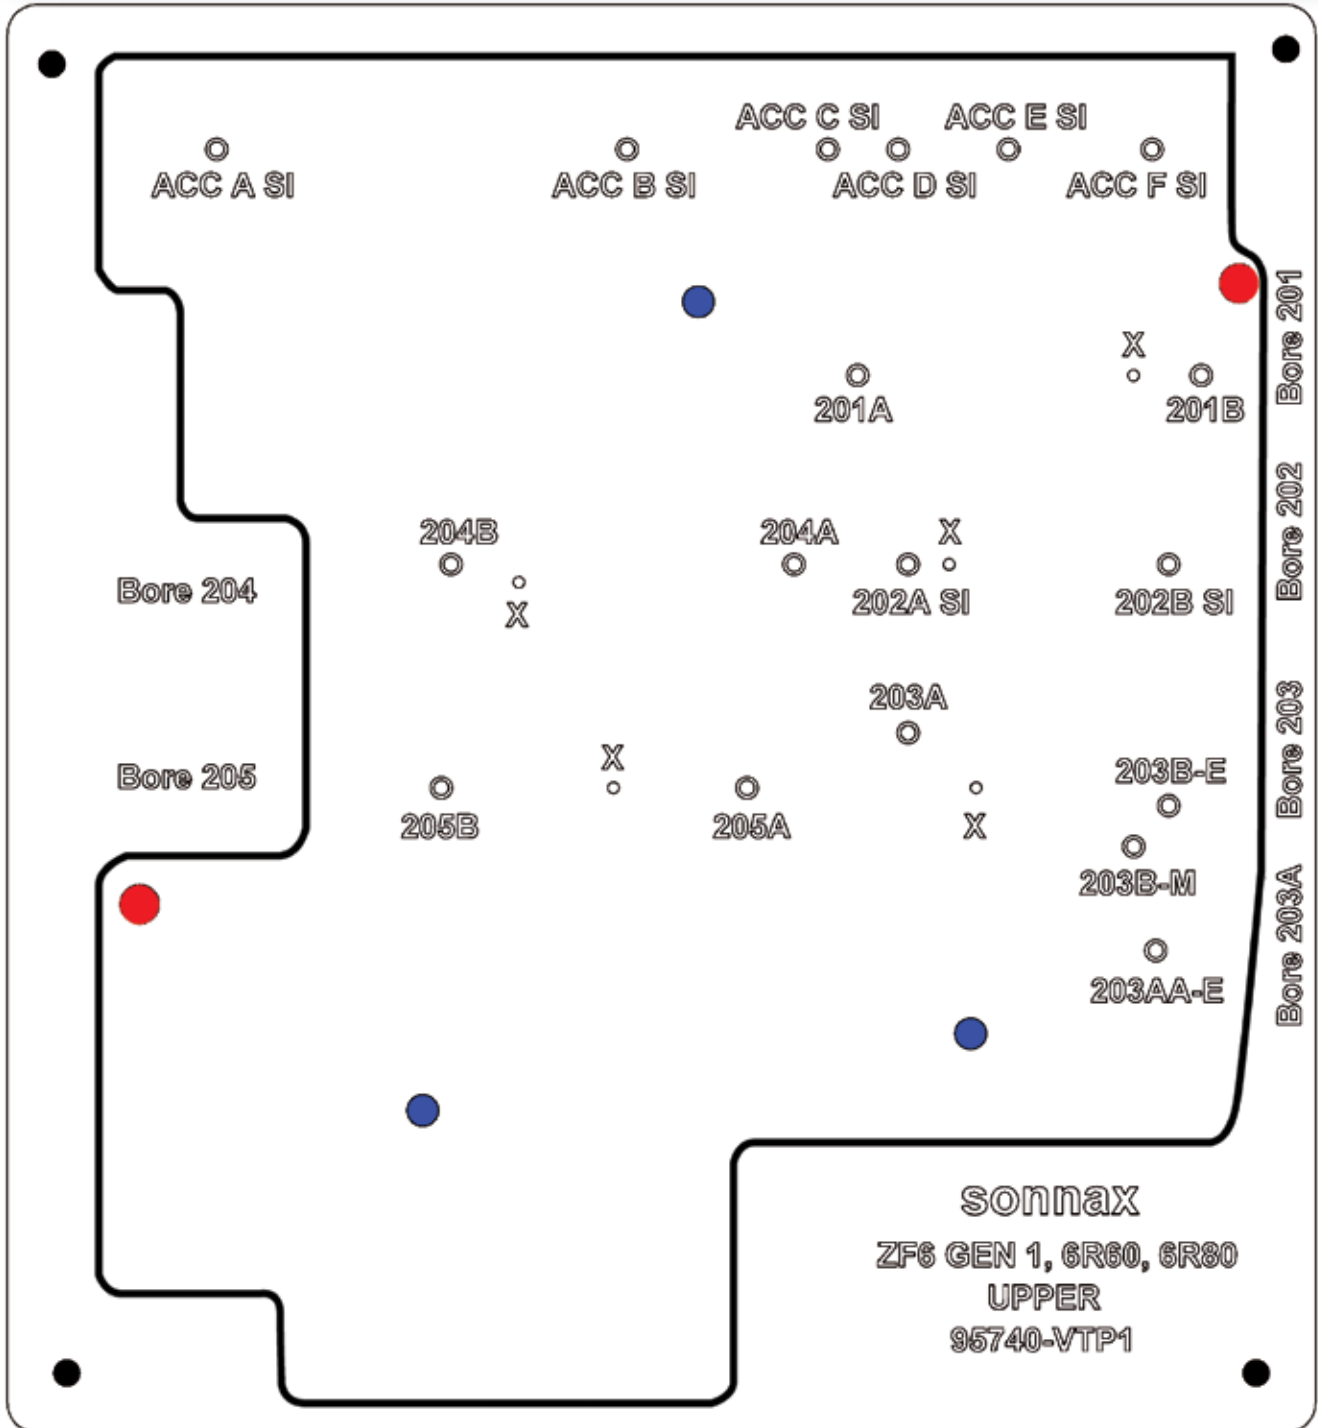 ACC C SI
ACC E SI
ACC A SI
ACC B SI
ACC D SI
ACC F SI
Bore 201
X
201A
201B
Bore 202
204B
204A
X
Bore 204
X
202A SI
202B SI
203A
Bore 203
X
203B-E
Bore 205
205B
205A
X
203B-M
Bore 203A
203AA-E
sonnax
ZF6 GEN 1, 6R60, 6R80
UPPER
95740-VTP1